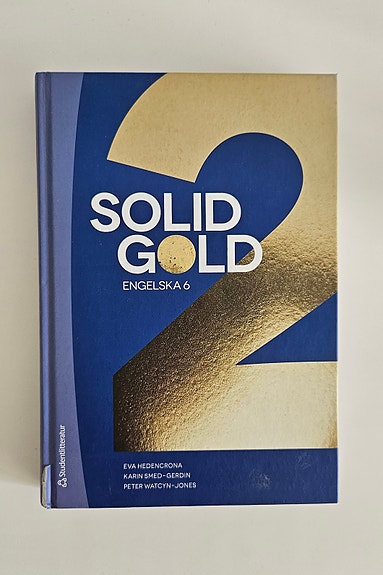 2
SOLID
GOLD
ENGELSKA 6
EVA HEDENCRONA
KARIN SMED-GERDIN
PETER WATCYN-JONES
Studentlitteratur